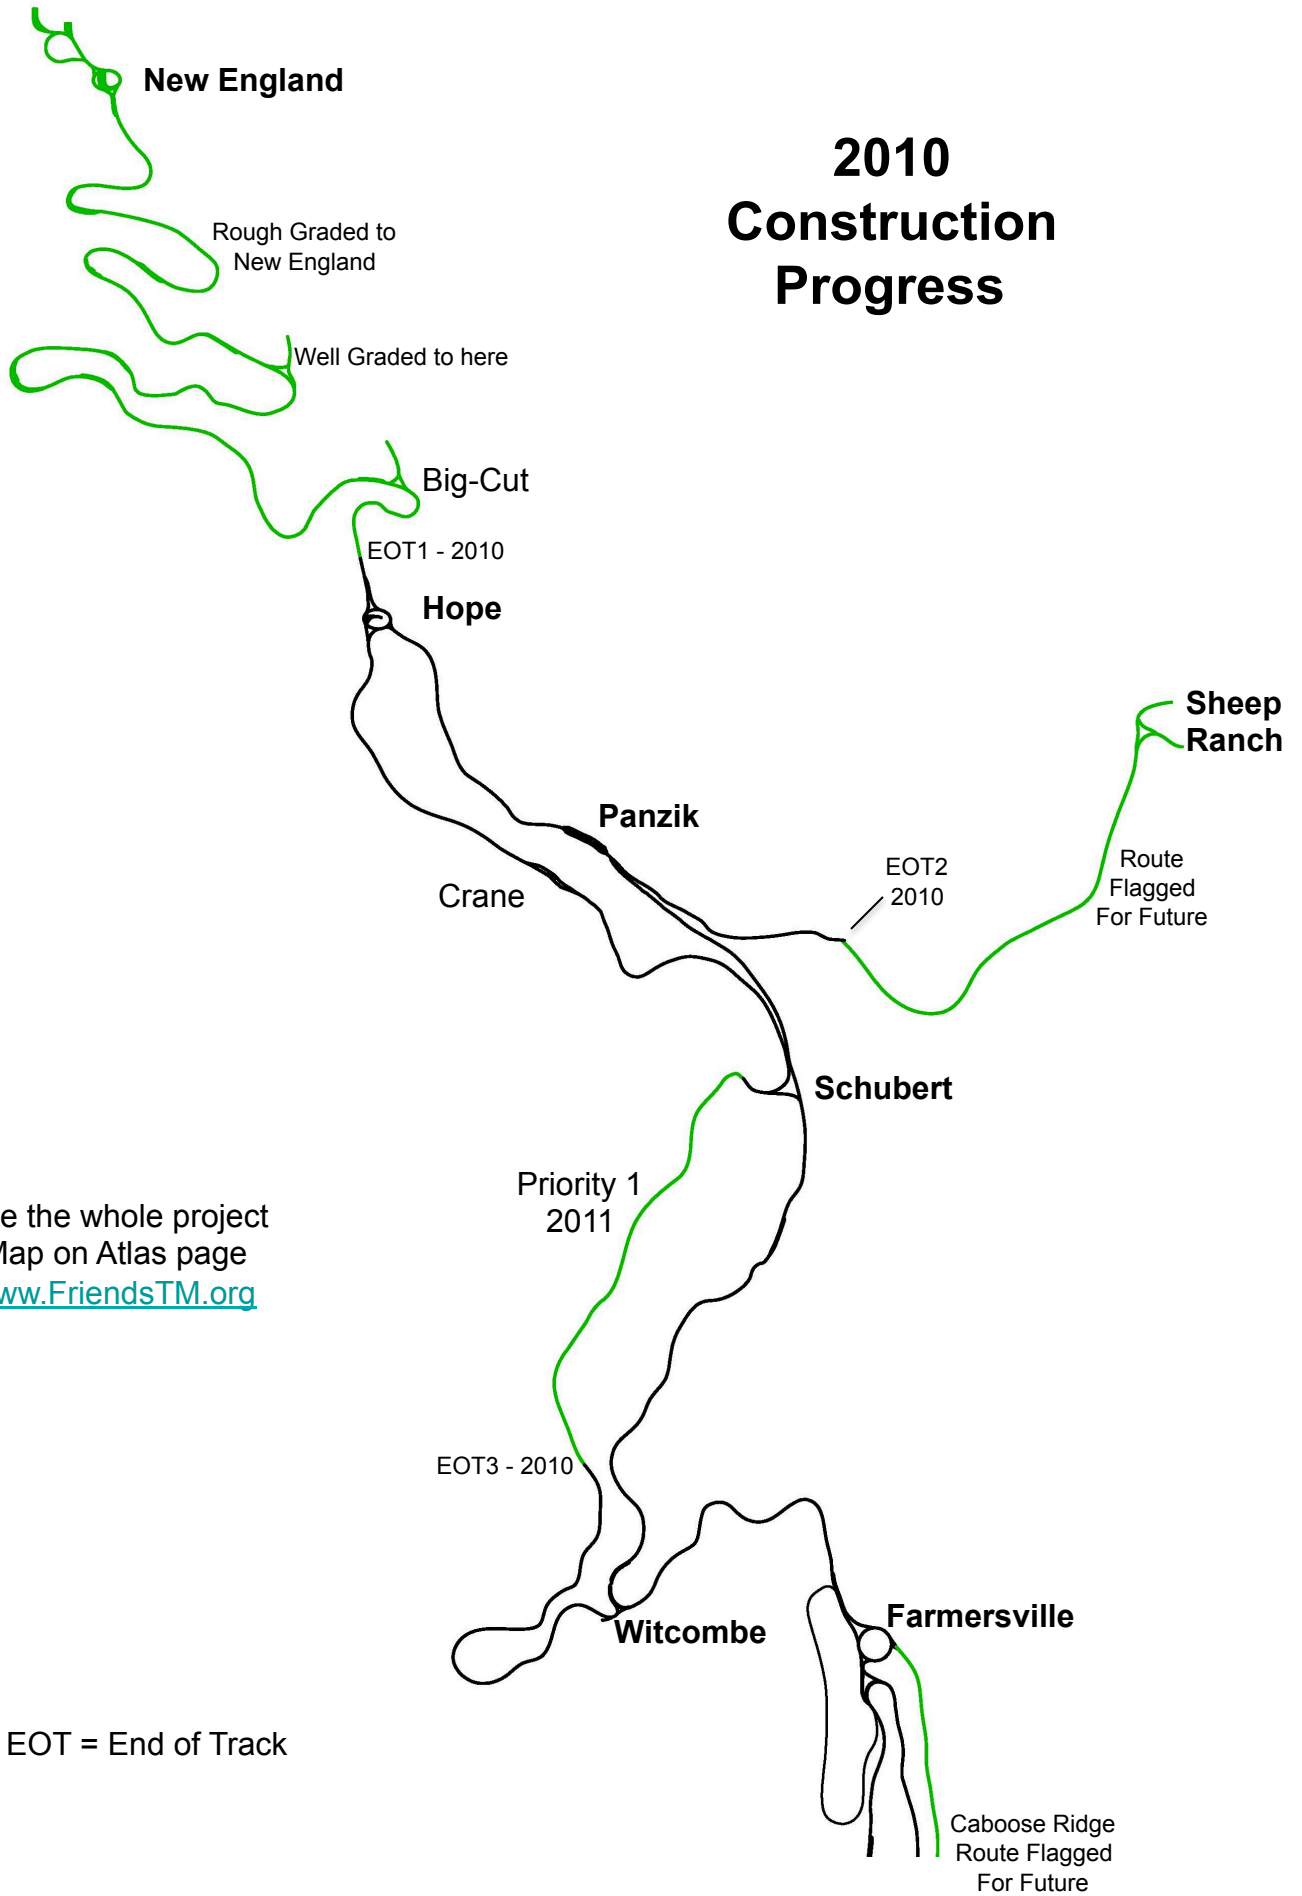 New England
2010
Construction
Progress
Rough Graded to
New England
Well Graded to here
Big-Cut
EOT1 - 2010
Hope
Sheep
Ranch
Panzik
Crane
EOT2
2010
Route
Flagged
For Future
Schubert
Priority 1
2011
e the whole project
Map on Atlas page
ww.FriendsTM.org
EOT3 - 2010
Witcombe
Farmersville
EOT = End of Track
Caboose Ridge
Route Flagged
For Future